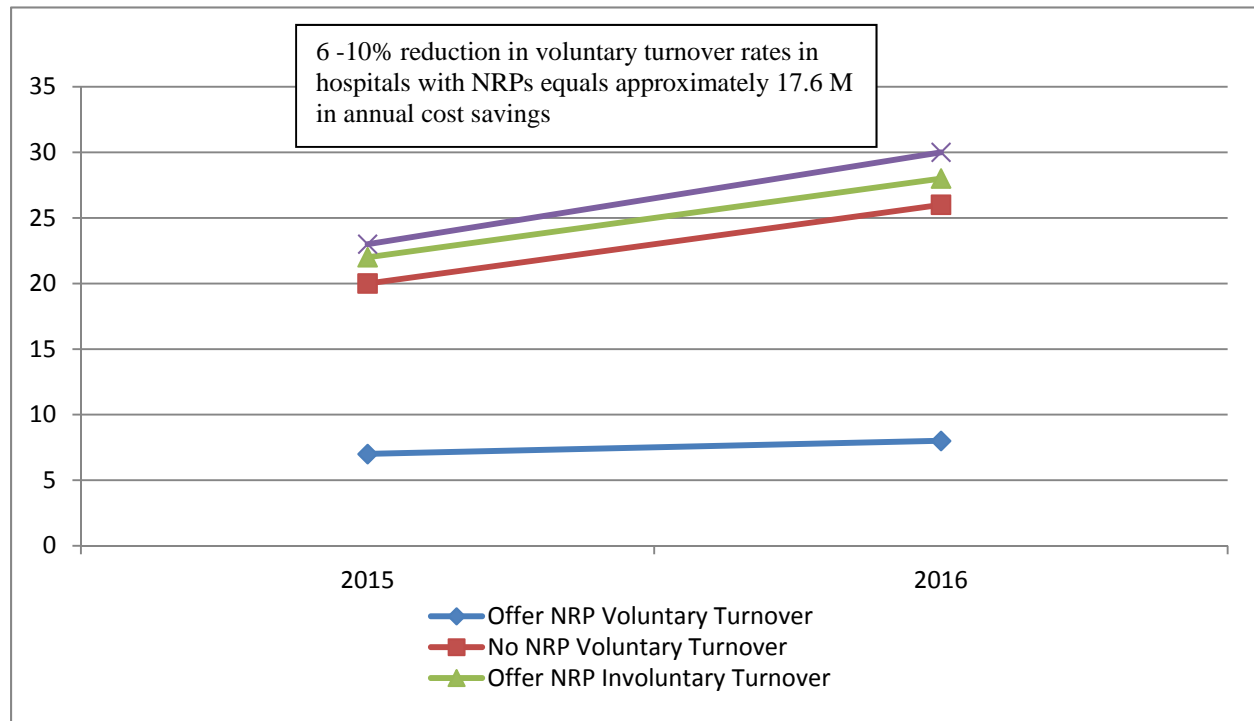 6 -10% reduction in voluntary turnover rates in
hospitals with NRPs equals approximately 17.6 M
in annual cost savings
35
30
25
20
15
10
5
0
2015
2016
Offer NRP Voluntary Turnover
No NRP Voluntary Turnover
Offer NRP Involuntary Turnover